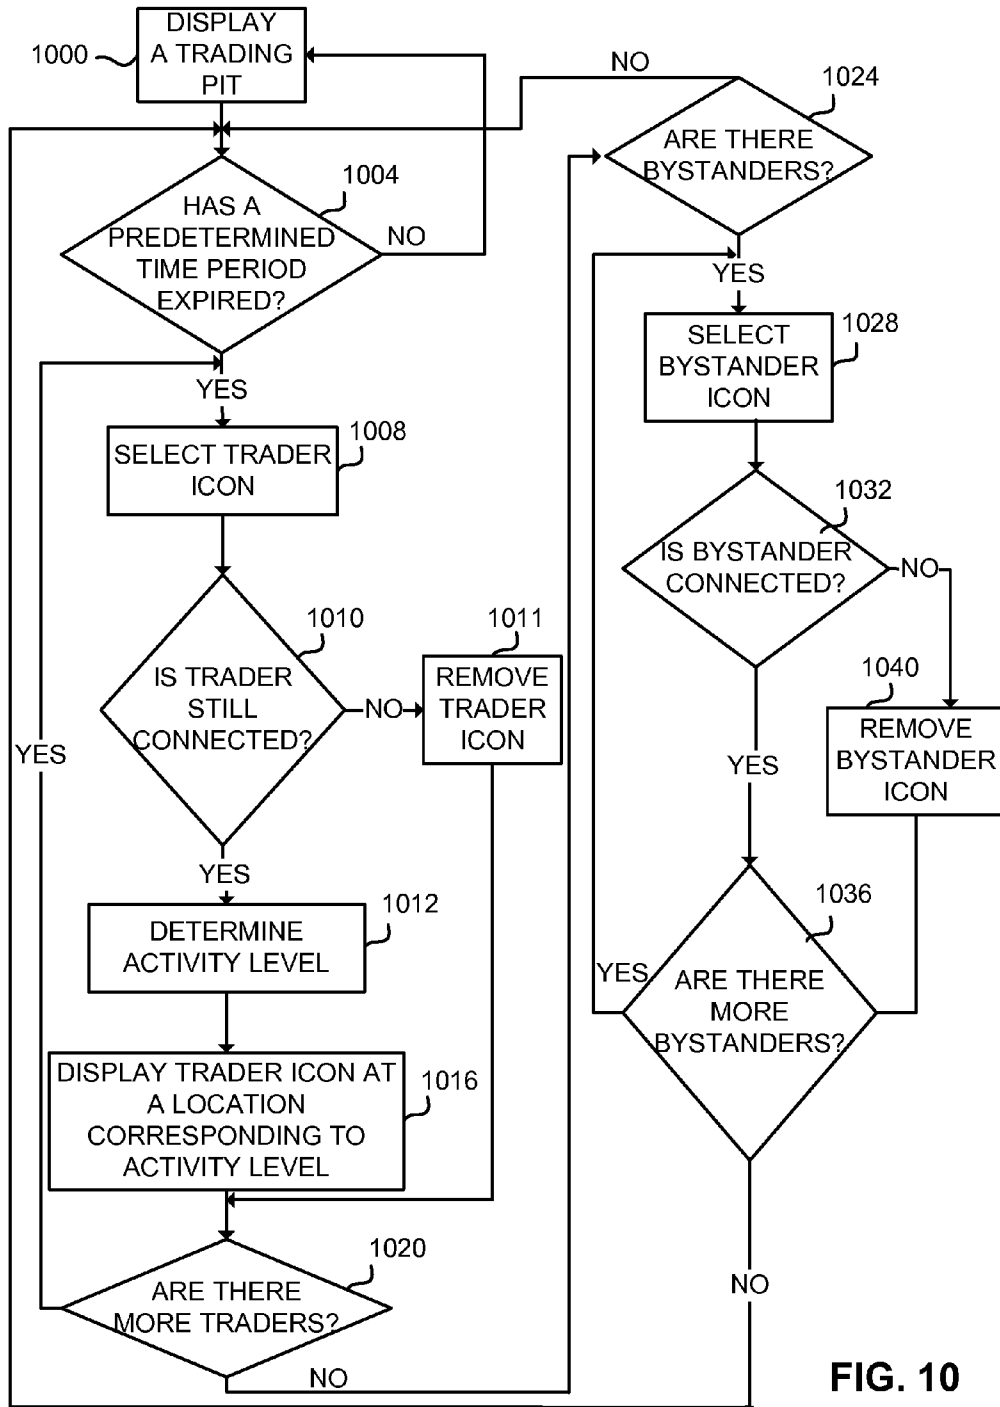 DISPLAY
A TRADING
PIT
1000
HAS A
PREDETERMINED
TIME PERIOD
EXPIRED?
1004
NO
YES
SELECT TRADER
ICON
1008
IS TRADER
STILL
CONNECTED?
1010
NO
REMOVE
TRADER
ICON
1011
YES
YES
DETERMINE
ACTIVITY LEVEL
1012
DISPLAY TRADER ICON AT
A LOCATION
CORRESPONDING TO
ACTIVITY LEVEL
1016
ARE THERE
MORE TRADERS?
1020
NO
NO
ARE THERE
BYSTANDERS?
1024
YES
SELECT
BYSTANDER
ICON
1028
IS BYSTANDER
CONNECTED?
1032
NO
1040
REMOVE
BYSTANDER
ICON
YES
ARE THERE
MORE
BYSTANDERS?
1036
YES
NO
FIG. 10